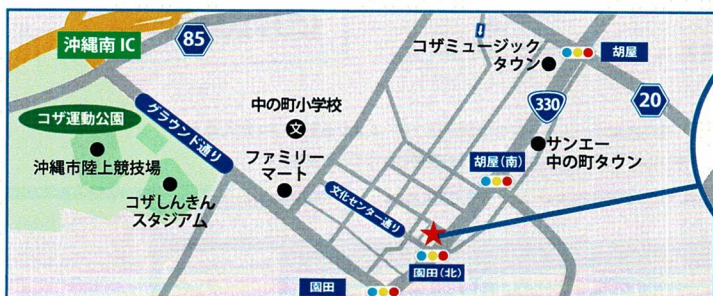 沖縄南IC
85
コザミュージック
タウン
胡屋
330
20
コザ運動公園
グラウンド通り
中の町小学校
文
沖縄市陸上競技場
ファミリー
マート
サンエー
中の町タウン
胡屋(南)
コザしんきん
スタジアム
文化センター通り
園田(北)
園田